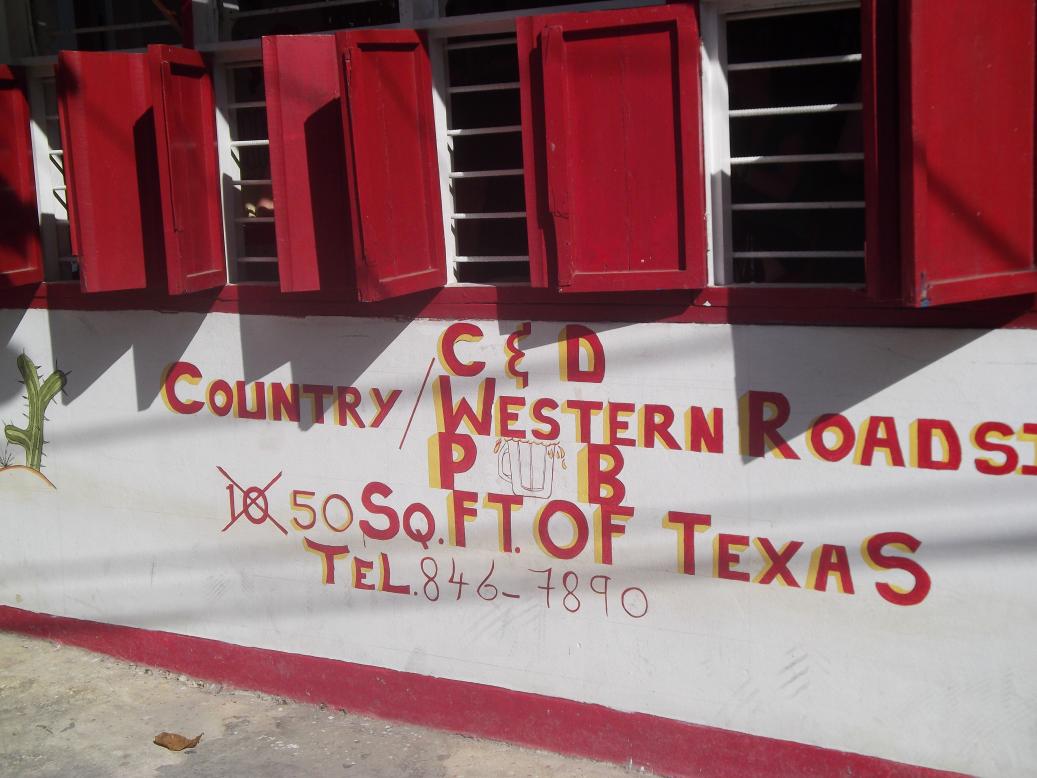 C & D
COUNTRY/WESTERN ROADSI
P B
10 50 SQ. FT. OF TEXAS
TEL. 846-7890